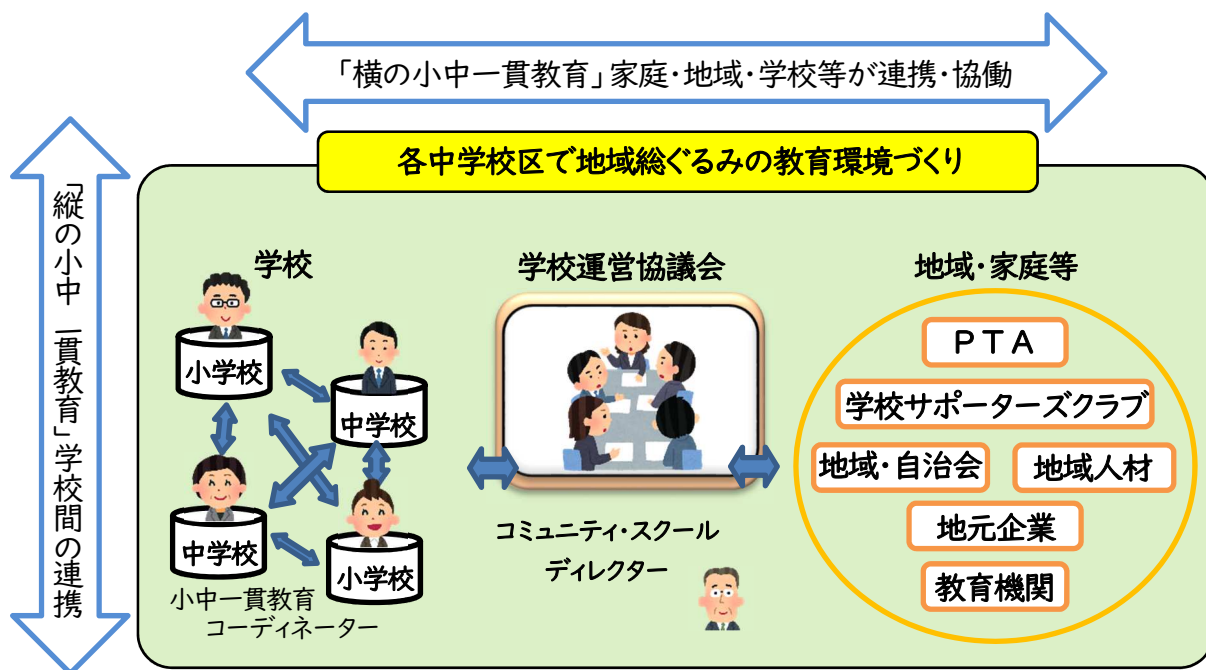 「横の小中一貫教育」家庭・地域・学校等が連携・協働
各中学校区で地域総ぐるみの教育環境づくり
「縦の小中一貫教育」学校間の連携
学校
小学校
中学校
中学校
小学校
小中一貫教育
コーディネーター
学校運営協議会
コミュニティ・スクール
ディレクター
地域・家庭等
ＰＴＡ
学校サポーターズクラブ
地域・自治会
地域人材
地元企業
教育機関